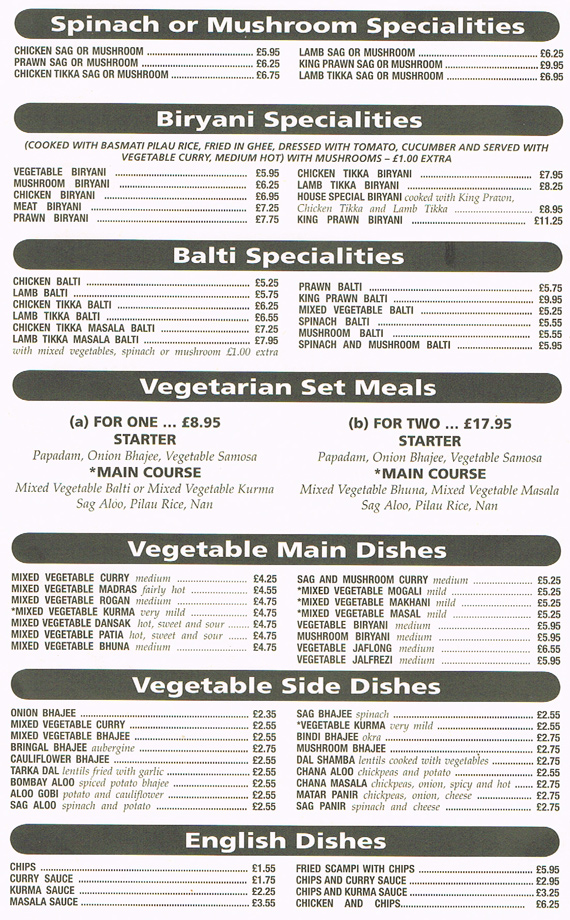 Spinach or Mushroom Specialities
CHICKEN SAG OR MUSHROOM £5.95
PRAWN SAG OR MUSHROOM £6.25
CHICKEN TIKKA SAG OR MUSHROOM £6.75
LAMB SAG OR MUSHROOM £6.25
KING PRAWN SAG OR MUSHROOM £9.95
LAMB TIKKA SAG OR MUSHROOM £6.95
Biryani Specialities
(COOKED WITH BASMATI PILAU RICE, FRIED IN GHEE, DRESSED WITH TOMATO, CUCUMBER AND SERVED WITH
VEGETABLE CURRY, MEDIUM HOT) WITH MUSHROOMS – £1.00 EXTRA
VEGETABLE BIRYANI £5.95
MUSHROOM BIRYANI £6.25
CHICKEN BIRYANI £6.95
MEAT BIRYANI £7.25
PRAWN BIRYANI £7.75
CHICKEN TIKKA BIRYANI £7.95
LAMB TIKKA BIRYANI £8.25
HOUSE SPECIAL BIRYANI cooked with King Prawn,
Chicken Tikka and Lamb Tikka £8.95
KING PRAWN BIRYANI £11.25
Balti Specialities
CHICKEN BALTI £5.25
LAMB BALTI £5.75
CHICKEN TIKKA BALTI £6.25
LAMB TIKKA BALTI £6.55
CHICKEN TIKKA MASALA BALTI £7.25
LAMB TIKKA MASALA BALTI £7.95
with mixed vegetables, spinach or mushroom £1.00 extra
PRAWN BALTI £5.75
KING PRAWN BALTI £9.95
MIXED VEGETABLE BALTI £5.25
SPINACH BALTI £5.55
MUSHROOM BALTI £5.55
SPINACH AND MUSHROOM BALTI £5.95
Vegetarian Set Meals
(a) FOR ONE ... £8.95
STARTER
Papadam, Onion Bhajee, Vegetable Samosa
*MAIN COURSE
Mixed Vegetable Balti or Mixed Vegetable Kurma
Sag Aloo, Pilau Rice, Nan
(b) FOR TWO ... £17.95
STARTER
Papadam, Onion Bhajee, Vegetable Samosa
*MAIN COURSE
Mixed Vegetable Bhuna, Mixed Vegetable Masala
Sag Aloo, Pilau Rice, Nan
Vegetable Main Dishes
MIXED VEGETABLE CURRY medium £4.25
MIXED VEGETABLE MADRAS fairly hot £4.55
MIXED VEGETABLE ROGAN medium £4.75
*MIXED VEGETABLE KURMA very mild £4.75
MIXED VEGETABLE DANSAK hot, sweet and sour £4.75
MIXED VEGETABLE PATIA hot, sweet and sour £4.75
MIXED VEGETABLE BHUNA medium £4.75
SAG AND MUSHROOM CURRY medium £5.25
*MIXED VEGETABLE MOGALI mild £5.25
*MIXED VEGETABLE MAKHANI mild £5.25
*MIXED VEGETABLE MASAL mild £5.25
VEGETABLE BIRYANI medium £5.95
MUSHROOM BIRYANI medium £5.95
VEGETABLE JAFLONG medium £6.55
VEGETABLE JALFREZI medium £5.95
Vegetable Side Dishes
ONION BHAJEE £2.35
MIXED VEGETABLE CURRY £2.55
MIXED VEGETABLE BHAJEE £2.55
BRINGAL BHAJEE aubergine £2.75
CAULIFLOWER BHAJEE £2.55
TARKA DAL lentils fried with garlic £2.55
BOMBAY ALOO spiced potato bhajee £2.55
ALOO GOBI potato and cauliflower £2.55
SAG ALOO spinach and potato £2.55
SAG BHAJEE spinach £2.55
*VEGETABLE KURMA very mild £2.55
BINDI BHAJEE okra £2.75
MUSHROOM BHAJEE £2.75
DAL SHAMBA lentils cooked with vegetables £2.75
CHANA ALOO chickpeas and potato £2.55
CHANA MASALA chickpeas, onion, spicy and hot £2.75
MATAR PANIR chickpeas, onion, cheese £2.75
SAG PANIR spinach and cheese £2.75
English Dishes
CHIPS £1.55
CURRY SAUCE £1.75
KURMA SAUCE £2.25
MASALA SAUCE £3.55
FRIED SCAMPI WITH CHIPS £5.95
CHIPS AND CURRY SAUCE £2.95
CHIPS AND KURMA SAUCE £3.25
CHICKEN AND CHIPS £6.25